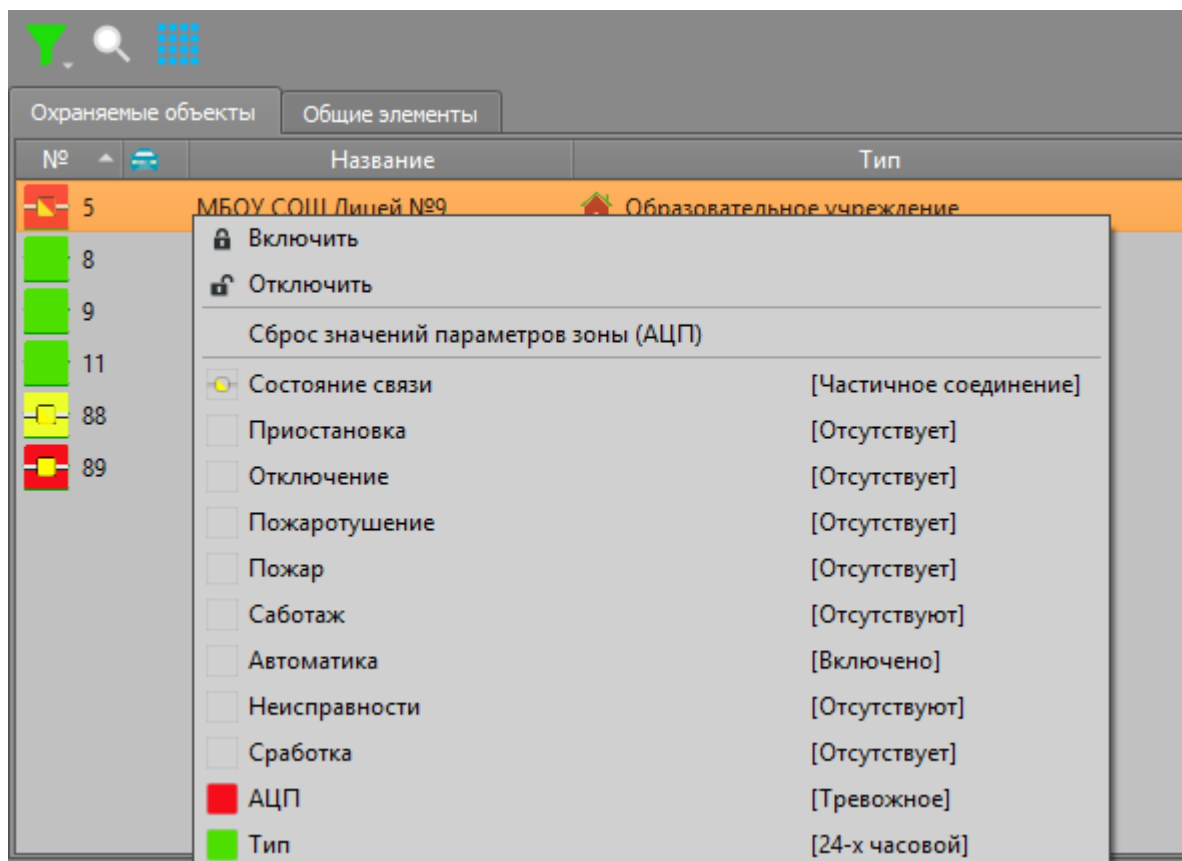 Охраняемые объекты Общие элементы
№ Название Тип
5 МБОУ СОШ Лицей №9 Образовательное учреждение
Включить
8
Отключить
9
Сброс значений параметров зоны (АЦП)
11
Состояние связи [Частичное соединение]
88
Приостановка [Отсутствует]
89
Отключение [Отсутствует]
Пожаротушение [Отсутствует]
Пожар [Отсутствует]
Саботаж [Отсутствуют]
Автоматика [Включено]
Неисправности [Отсутствуют]
Сработка [Отсутствует]
АЦП [Тревожное]
Тип [24-х часовой]